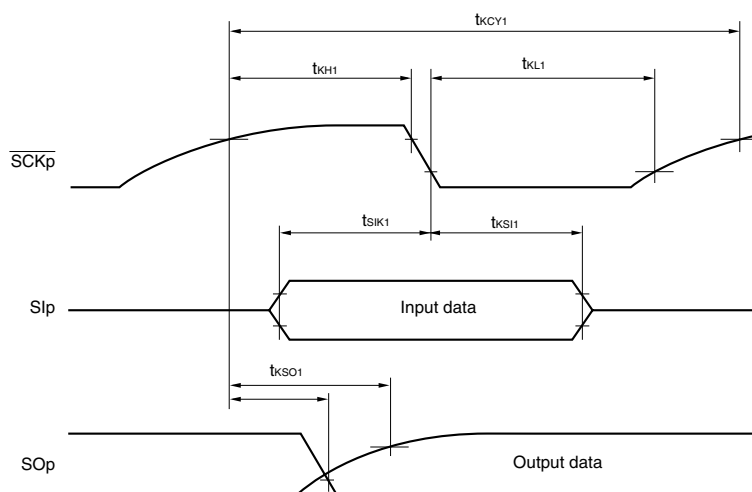 tKCY1
tKH1
tKL1
SCKp
tSIK1
tKSI1
SIp
Input data
tKSO1
SOp
Output data